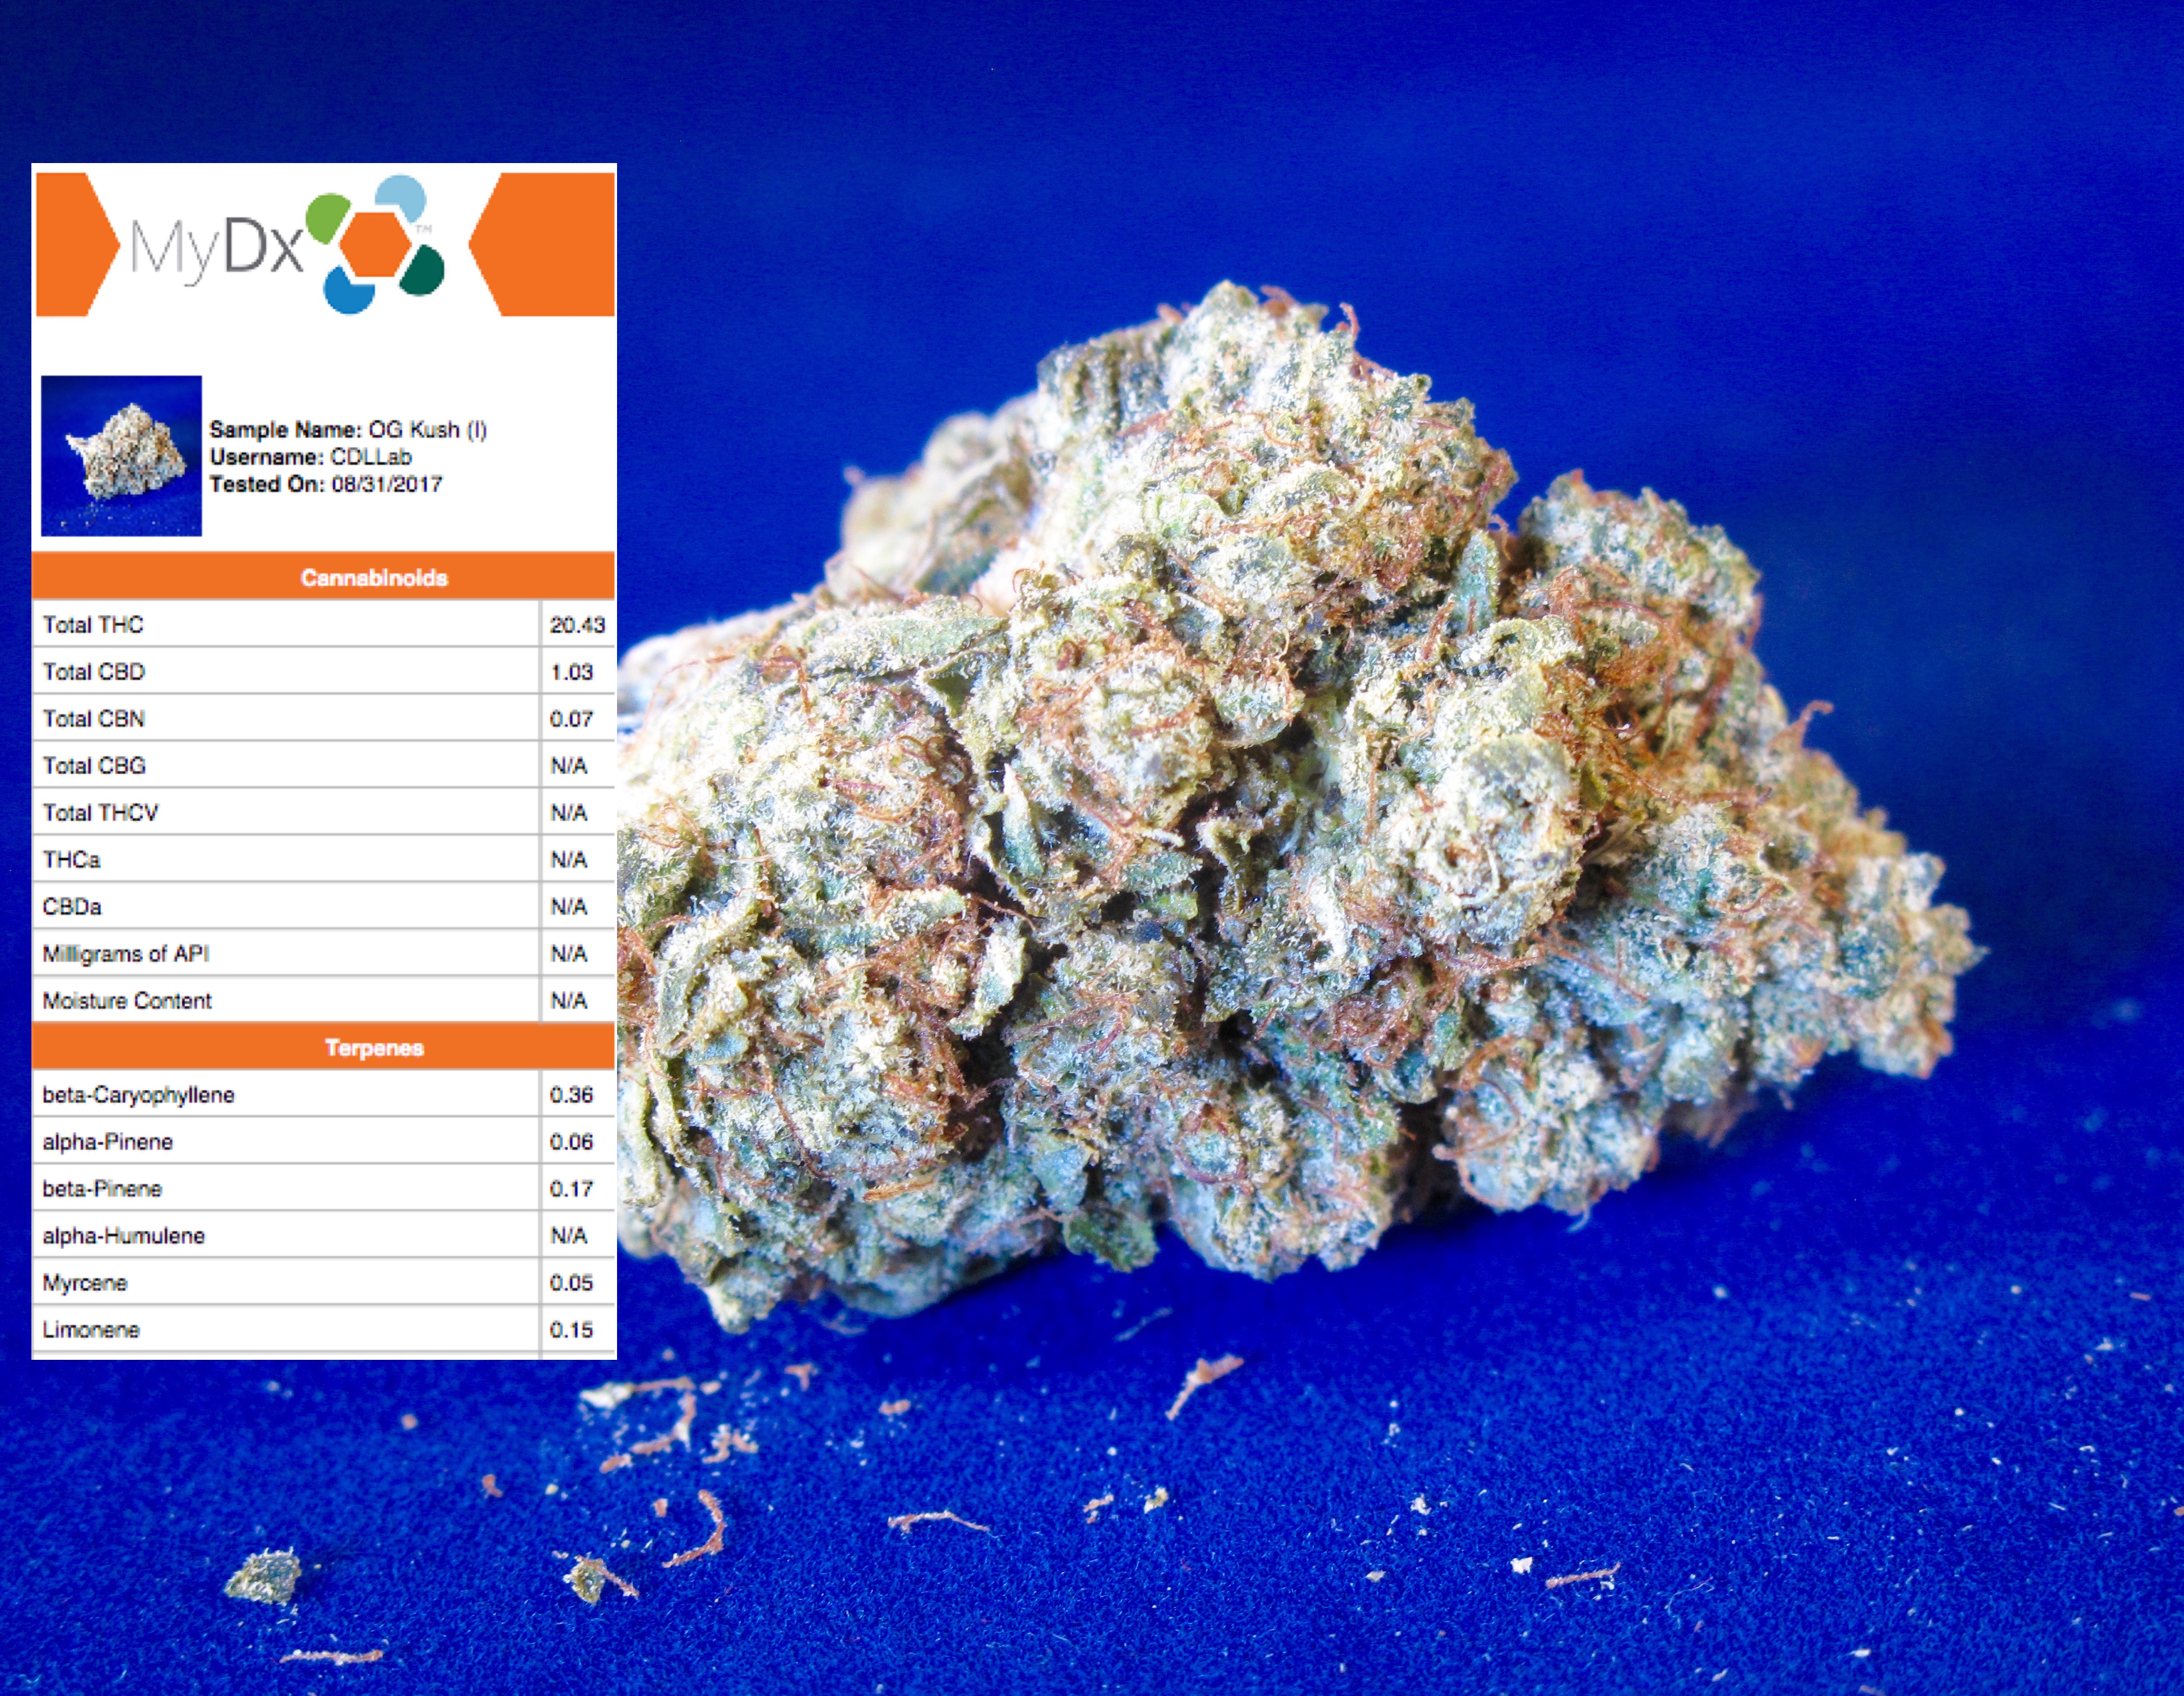 MyDx™
Sample Name: OG Kush (I)
Username: CDLLab
Tested On: 08/31/2017
Cannabinoids
Total THC 20.43
Total CBD 1.03
Total CBN 0.07
Total CBG N/A
Total THCV N/A
THCa N/A
CBDa N/A
Milligrams of API N/A
Moisture Content N/A
Terpenes
beta-Caryophyllene 0.36
alpha-Pinene 0.06
beta-Pinene 0.17
alpha-Humulene N/A
Myrcene 0.05
Limonene 0.15